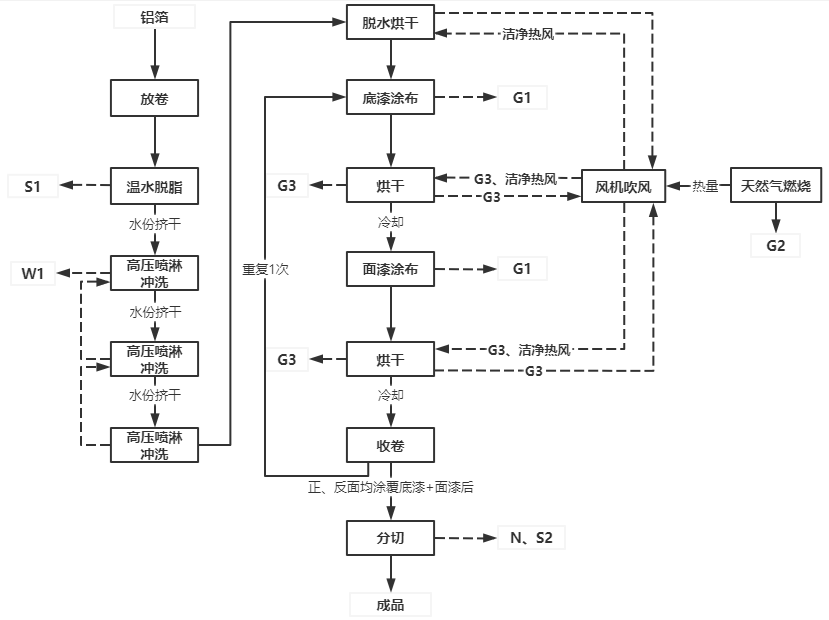 铝箔
放卷
S1
温水脱脂
水份挤干
W1
高压喷淋
冲洗
水份挤干
高压喷淋
冲洗
水份挤干
高压喷淋
冲洗
脱水烘干
洁净热风
底漆涂布
G1
G3
烘干
G3、洁净热风
G3
风机吹风
热量
天然气燃烧
G2
冷却
面漆涂布
G1
重复1次
G3
烘干
G3、洁净热风
G3
冷却
收卷
正、反面均涂覆底漆+面漆后
分切
N、S2
成品